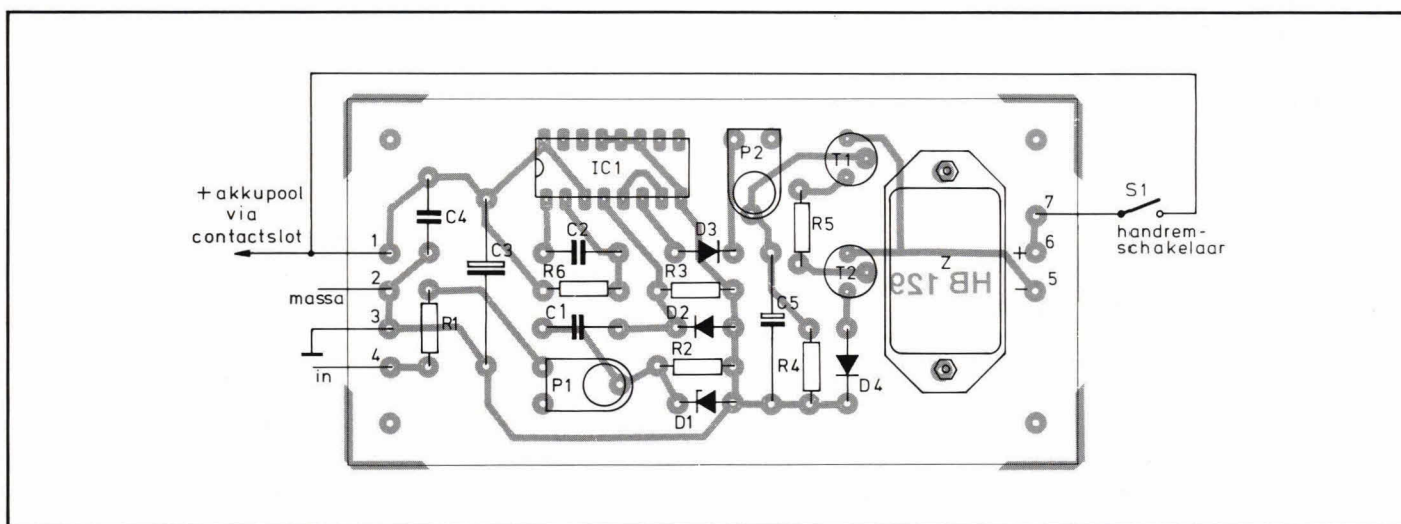 +akkupool
via
contactslot
massa
in
1
2
3
4
C4
C3
R1
IC1
C2
R6
C1
P1
D3
R3
D2
R2
D1
P2
T1
R5
T2
C5
R4
D4
Z
HB 129
+
-
7
6
5
S1
handrem-
schakelaar